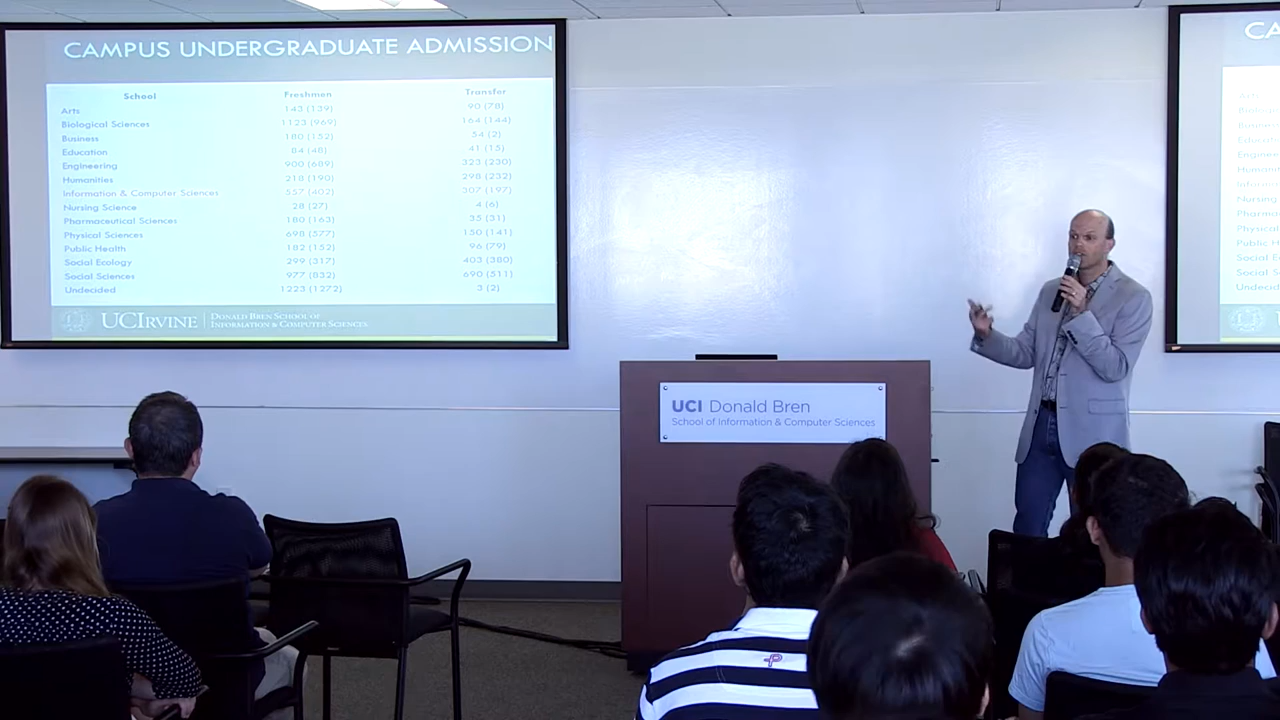 CAMPUS UNDERGRADUATE ADMISSION
School Freshmen Transfer
Arts 143 (139) 90 (78)
Biological Sciences 1123 (969) 164 (144)
Business 180 (152) 54 (2)
Education 84 (48) 41 (15)
Engineering 900 (689) 323 (230)
Humanities 218 (190) 298 (232)
Information & Computer Sciences 557 (402) 307 (197)
Nursing Science 28 (27) 4 (6)
Pharmaceutical Sciences 180 (163) 35 (31)
Physical Sciences 698 (577) 150 (141)
Public Health 182 (152) 96 (79)
Social Ecology 299 (317) 403 (380)
Social Sciences 977 (832) 690 (511)
Undecided 1223 (1272) 3 (2)
UCIRVINE
DONALD BREN SCHOOL OF
INFORMATION & COMPUTER SCIENCES
UCI Donald Bren
School of Information & Computer Sciences
CA